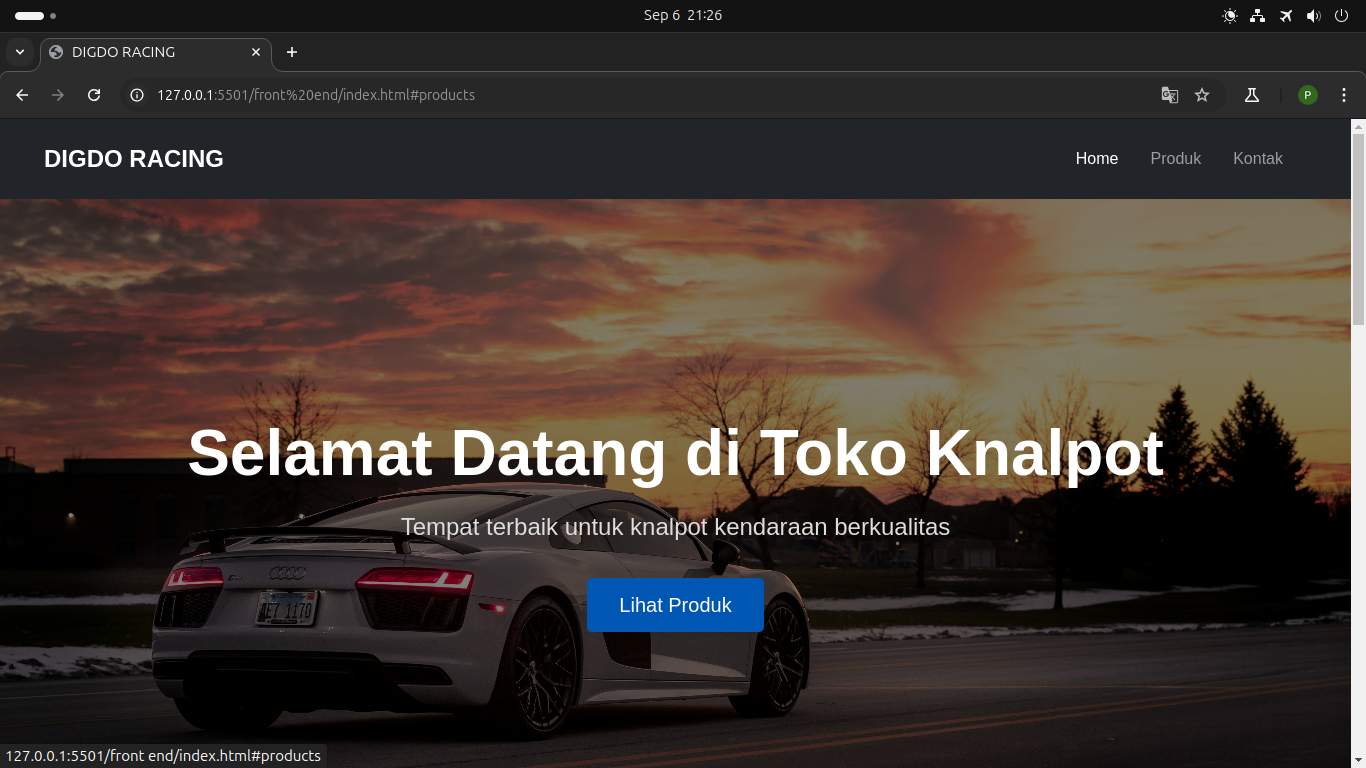 Sep 6 21:26
DIGDO RACING
127.0.0.1:5501/front%20end/index.html#products
P
DIGDO RACING
Home Produk Kontak
Selamat Datang di Toko Knalpot
Tempat terbaik untuk knalpot kendaraan berkualitas
Lihat Produk
127.0.0.1:5501/front end/index.html#products